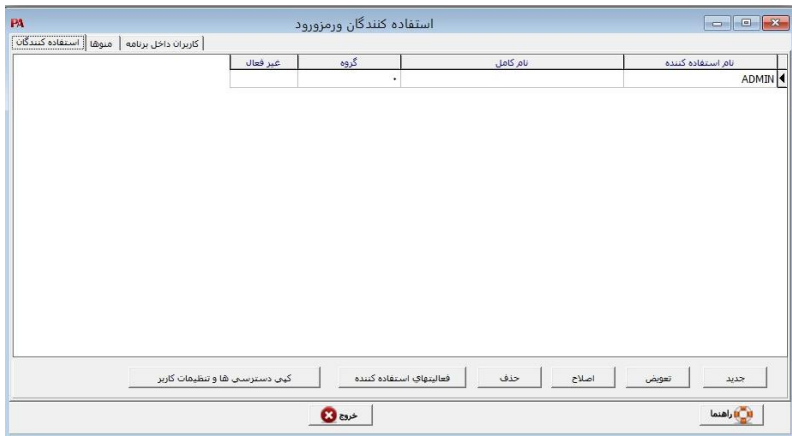 استفاده کنندگان ورمزورود
PA
استفاده کنندگان
منوها
کاربران داخل برنامه
نام استفاده کننده
نام کامل
گروه
غیر فعال
ADMIN
۰
جدید
تعویض
اصلاح
حذف
فعالیتهای استفاده کننده
کپی دسترسی ها و تنظیمات کاربر
راهنما
خروج